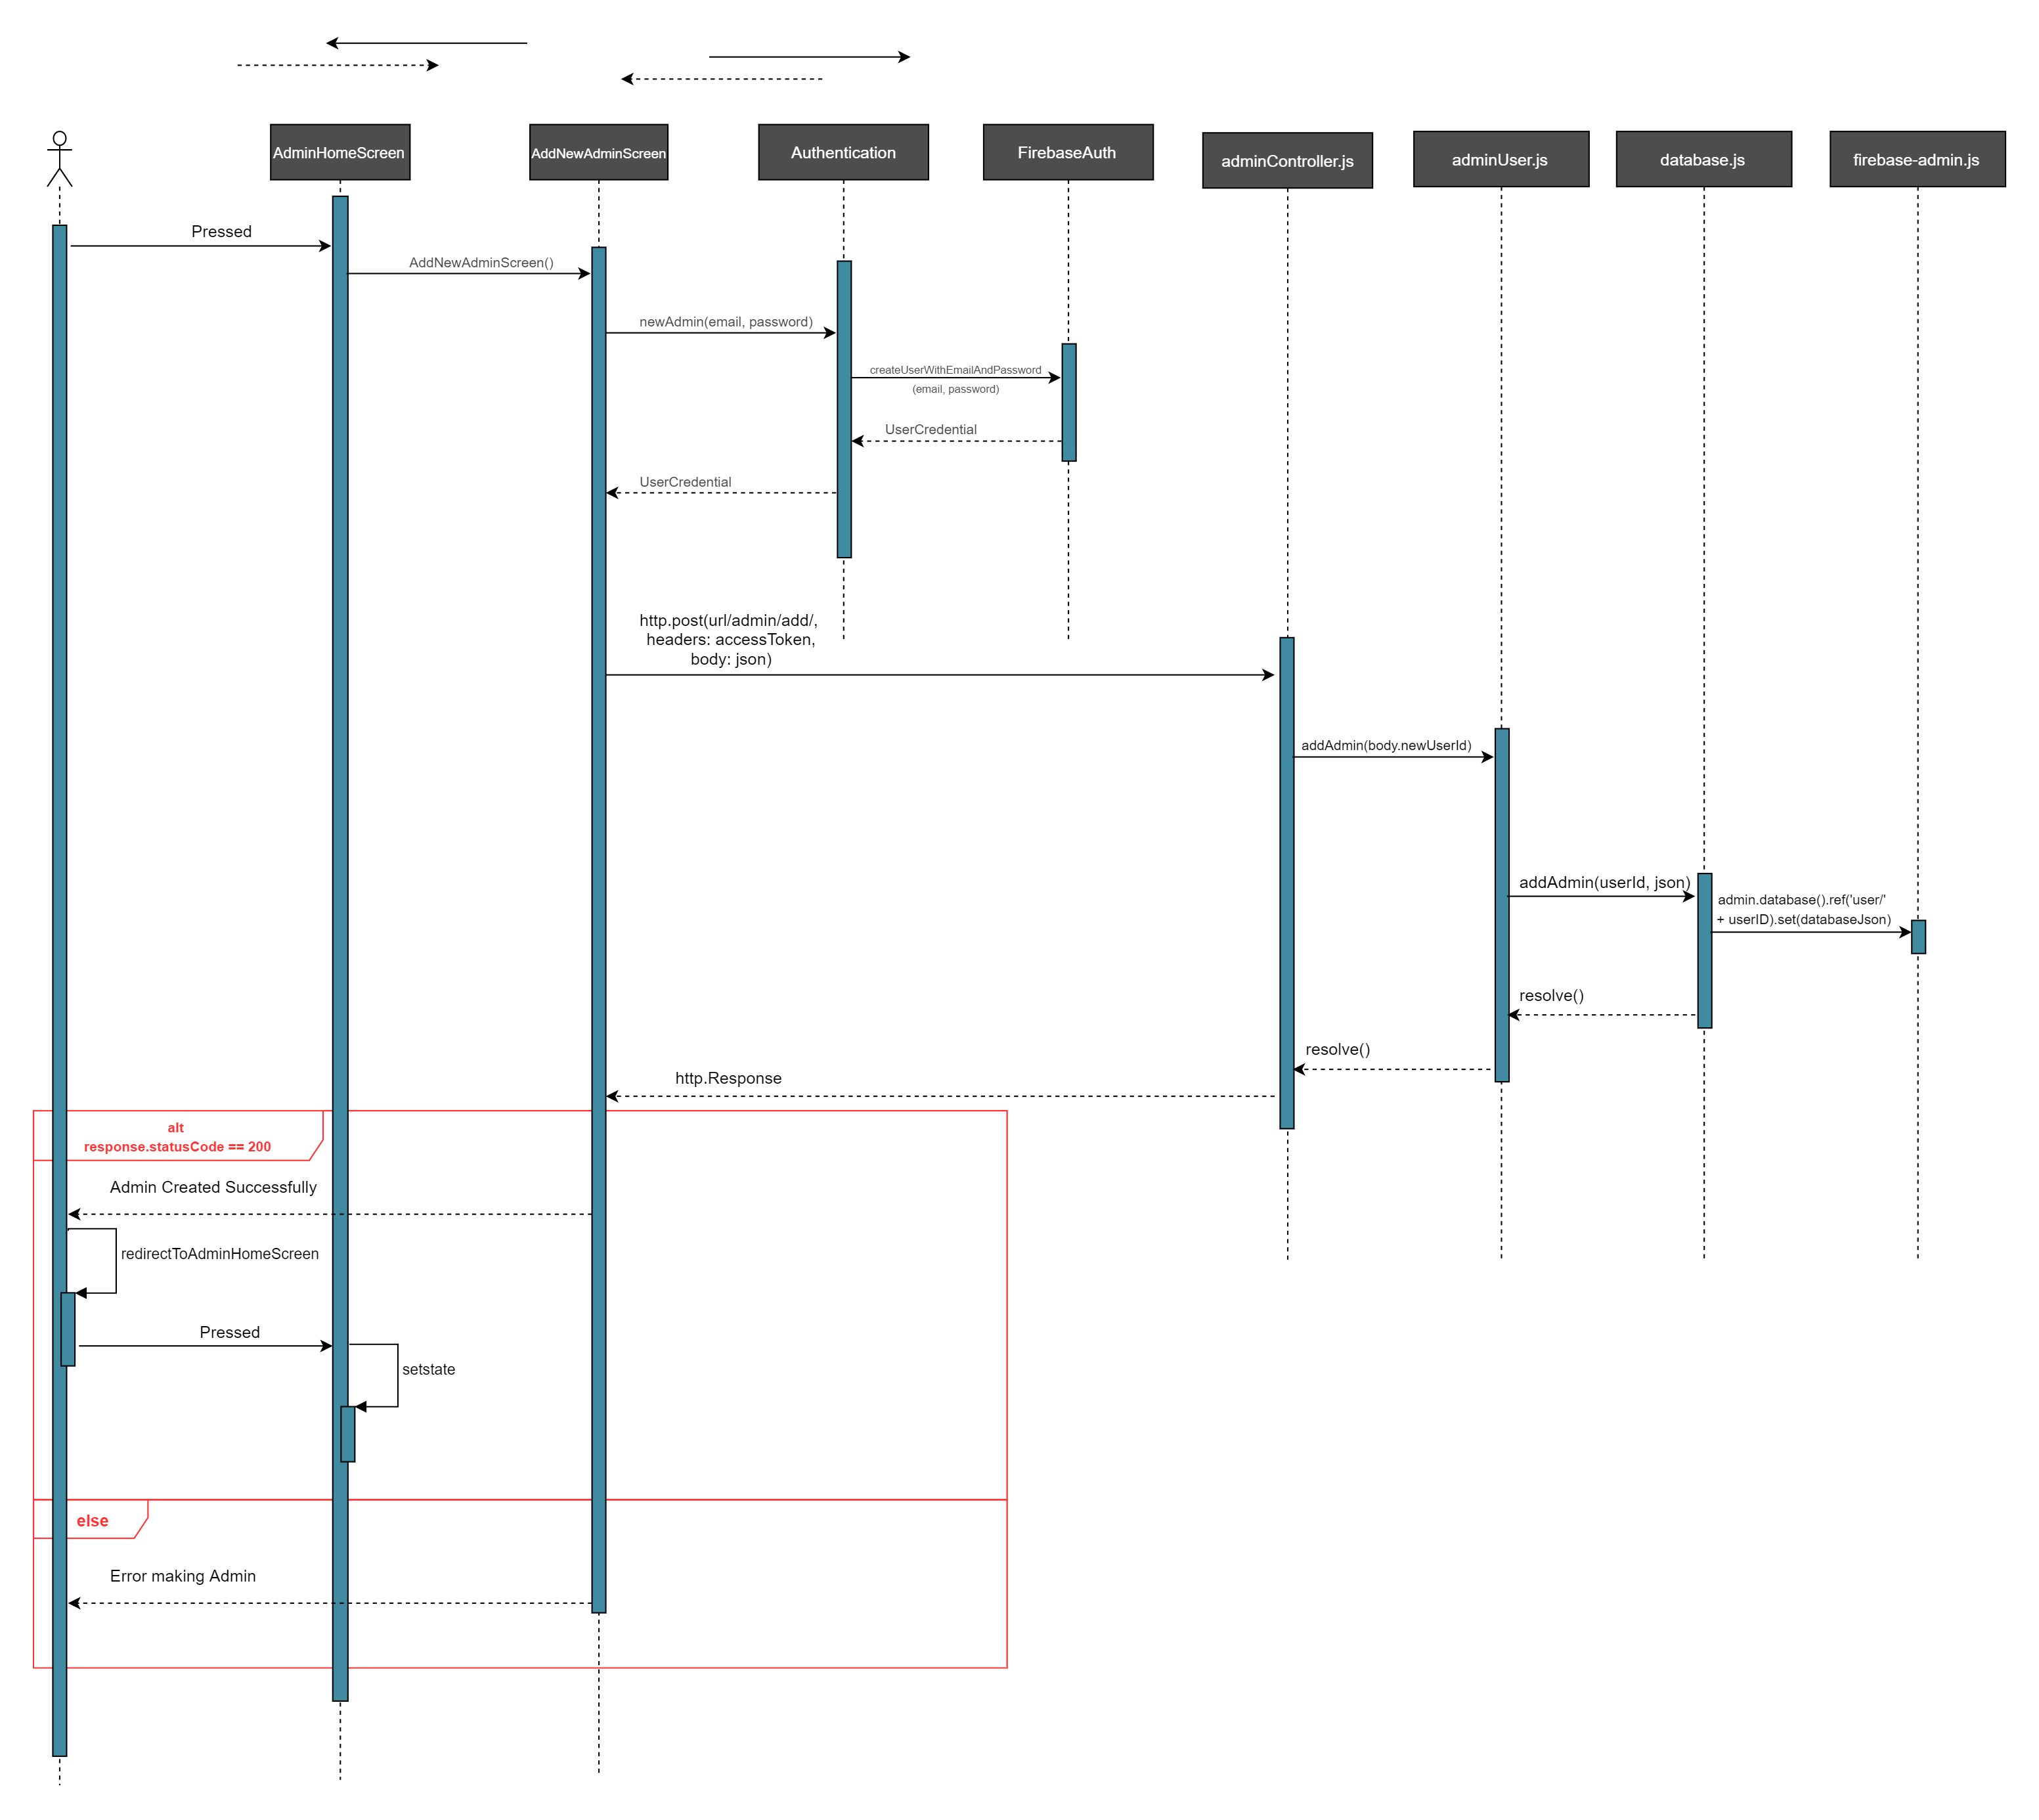 AdminHomeScreen
AddNewAdminScreen
Authentication
FirebaseAuth
adminController.js
adminUser.js
database.js
firebase-admin.js
Pressed
AddNewAdminScreen()
newAdmin(email, password)
createUserWithEmailAndPassword
(email, password)
UserCredential
UserCredential
http.post(url/admin/add/,
headers: accessToken,
body: json)
addAdmin(body.newUserId)
addAdmin(userId, json)
admin.database().ref('user/'
+ userID).set(databaseJson)
resolve()
resolve()
http.Response
alt
response.statusCode == 200
Admin Created Successfully
redirectToAdminHomeScreen
Pressed
setstate
else
Error making Admin